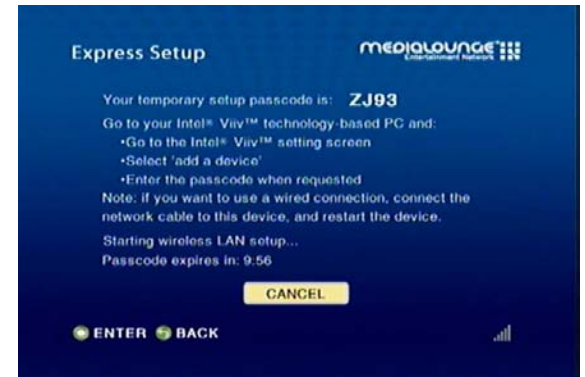 Express Setup
MEDIALOUNGE
Entertainment Network
Your temporary setup passcode is: ZJ93
Go to your Intel® Viiv™ technology-based PC and:
•Go to the Intel® Viiv™ setting screen
•Select 'add a device'
•Enter the passcode when requested
Note: if you want to use a wired connection, connect the
network cable to this device, and restart the device.
Starting wireless LAN setup...
Passcode expires in: 9:56
CANCEL
ENTER BACK